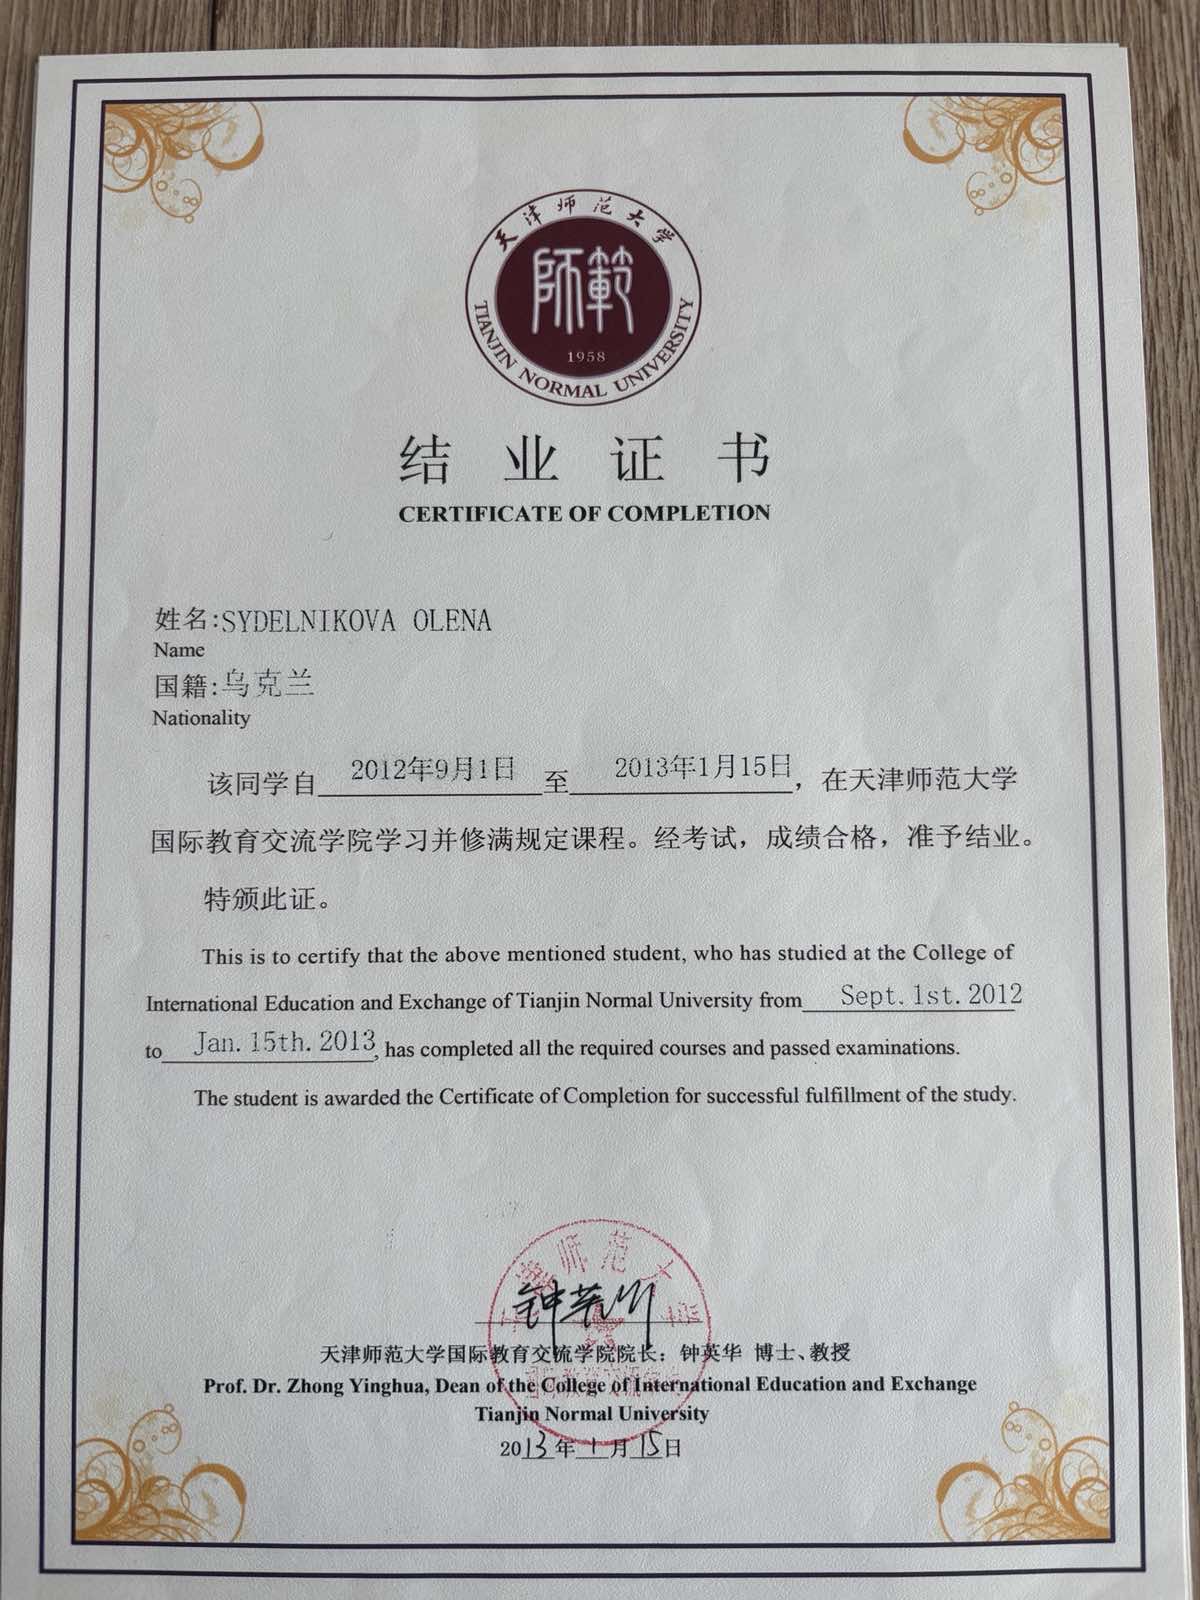 天津师范大学
師範
1958
TIANJIN NORMAL UNIVERSITY
结业证书
CERTIFICATE OF COMPLETION
姓名:SYDELNIKOVA OLENA
Name
国籍:乌克兰
Nationality
该同学自 2012年9月1日 至 2013年1月15日，在天津师范大学
国际教育交流学院学习并修满规定课程。经考试，成绩合格，准予结业。
特颁此证。
This is to certify that the above mentioned student, who has studied at the College of
International Education and Exchange of Tianjin Normal University from Sept. 1st. 2012
to Jan. 15th. 2013, has completed all the required courses and passed examinations.
The student is awarded the Certificate of Completion for successful fulfillment of the study.
天津师范大学
钟英华
天津师范大学国际教育交流学院院长：钟英华 博士、教授
Prof. Dr. Zhong Yinghua, Dean of the College of International Education and Exchange
Tianjin Normal University
2013年1月15日